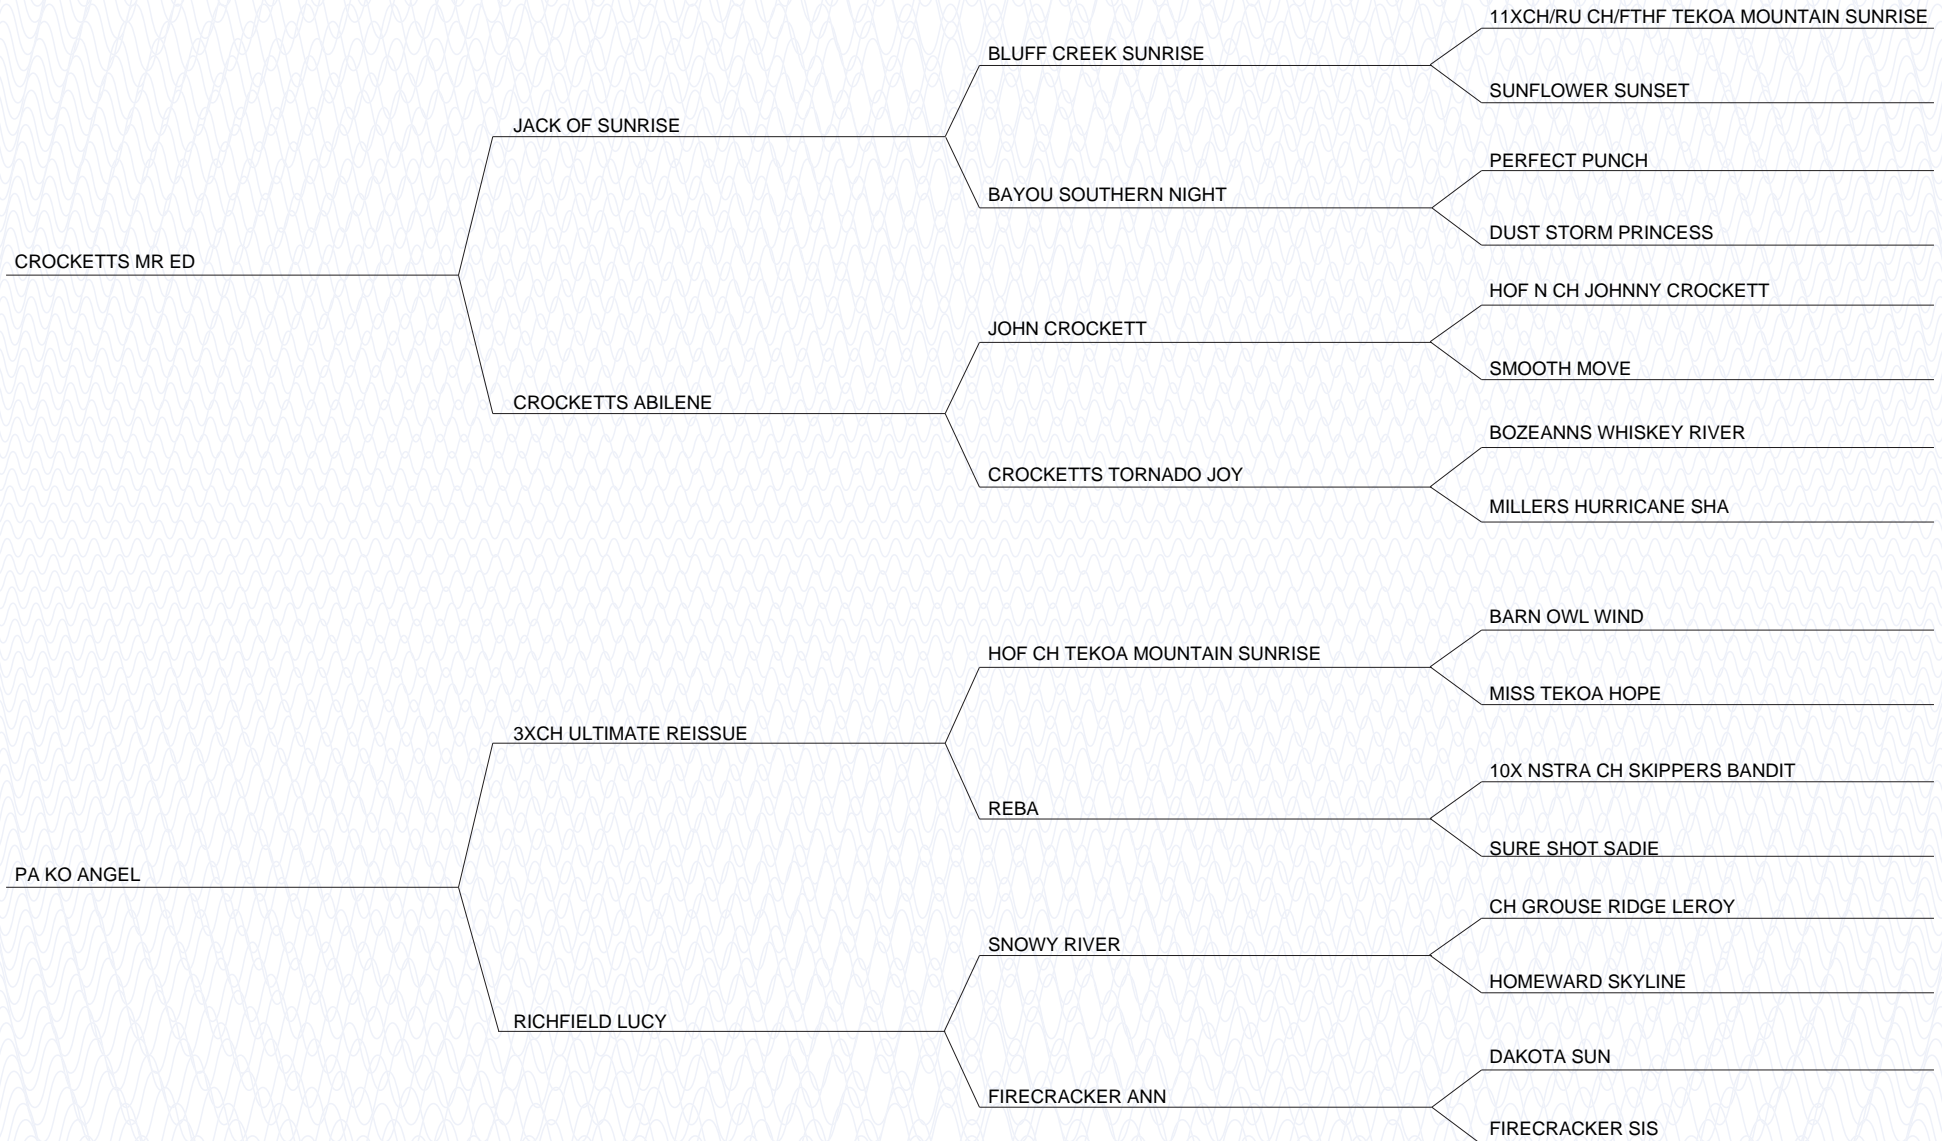 11XCH/RU CH/FTHF TEKOA MOUNTAIN SUNRISE
BLUFF CREEK SUNRISE
SUNFLOWER SUNSET
JACK OF SUNRISE
PERFECT PUNCH
BAYOU SOUTHERN NIGHT
DUST STORM PRINCESS
CROCKETTS MR ED
HOF N CH JOHNNY CROCKETT
JOHN CROCKETT
SMOOTH MOVE
CROCKETTS ABILENE
BOZEANNS WHISKEY RIVER
CROCKETTS TORNADO JOY
MILLERS HURRICANE SHA
BARN OWL WIND
HOF CH TEKOA MOUNTAIN SUNRISE
MISS TEKOA HOPE
3XCH ULTIMATE REISSUE
10X NSTRA CH SKIPPERS BANDIT
REBA
SURE SHOT SADIE
PA KO ANGEL
CH GROUSE RIDGE LEROY
SNOWY RIVER
HOMEWARD SKYLINE
RICHFIELD LUCY
DAKOTA SUN
FIRECRACKER ANN
FIRECRACKER SIS